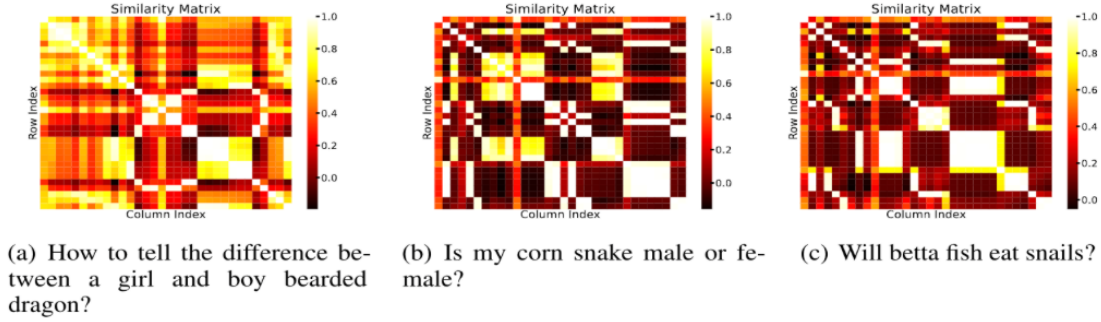 Similarity Matrix
Row Index
Column Index
1.0
0.8
0.6
0.4
0.2
0.0
(a) How to tell the difference be-
tween a girl and boy bearded
dragon?
Similarity Matrix
Row Index
Column Index
1.0
0.8
0.6
0.4
0.2
0.0
(b) Is my corn snake male or fe-
male?
Similarity Matrix
Row Index
Column Index
1.0
0.8
0.6
0.4
0.2
0.0
(c) Will betta fish eat snails?